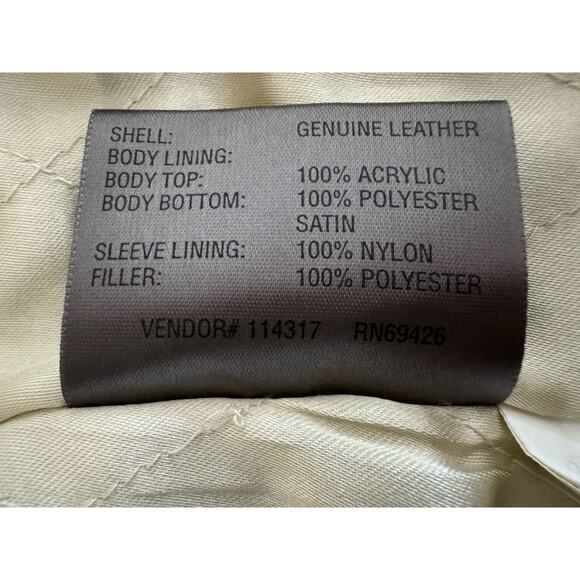 SHELL: GENUINE LEATHER
BODY LINING:
BODY TOP: 100% ACRYLIC
BODY BOTTOM: 100% POLYESTER
SATIN
SLEEVE LINING: 100% NYLON
FILLER: 100% POLYESTER
VENDOR# 114317 RN69426